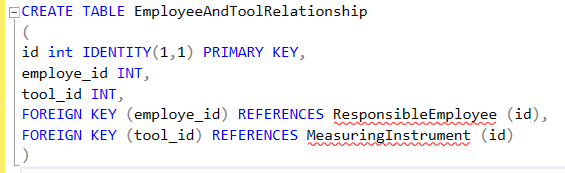 CREATE TABLE EmployeeAndToolRelationship
(
id int IDENTITY(1,1) PRIMARY KEY,
employe_id INT,
tool_id INT,
FOREIGN KEY (employe_id) REFERENCES ResponsibleEmployee (id),
FOREIGN KEY (tool_id) REFERENCES MeasuringInstrument (id)
)